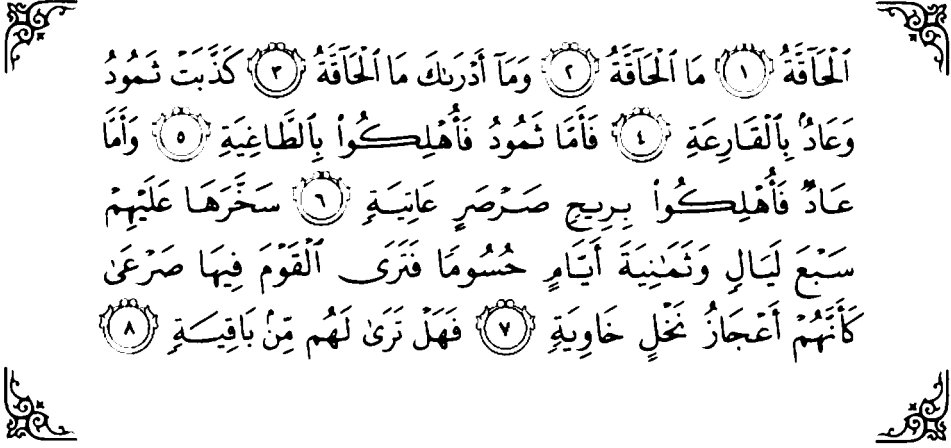 ٱلْحَآقَّةُ ١ مَا ٱلْحَآقَّةُ ٢ وَمَآ أَدْرَىٰكَ مَا ٱلْحَآقَّةُ ٣ كَذَّبَتْ ثَمُودُ
وَعَادُۢ بِٱلْقَارِعَةِ ٤ فَأَمَّا ثَمُودُ فَأُهْلِكُوا۟ بِٱلطَّاغِيَةِ ٥ وَأَمَّا
عَادٌ فَأُهْلِكُوا۟ بِرِيحٍ صَرْصَرٍ عَاتِيَةٍ ٦ سَخَّرَهَا عَلَيْهِمْ
سَبْعَ لَيَالٍ وَثَمَٰنِيَةَ أَيَّامٍ حُسُومًا فَتَرَى ٱلْقَوْمَ فِيهَا صَرْعَىٰ
كَأَنَّهُمْ أَعْجَازُ نَخْلٍ خَاوِيَةٍ ٧ فَهَلْ تَرَىٰ لَهُم مِّنۢ بَاقِيَةٍ ٨